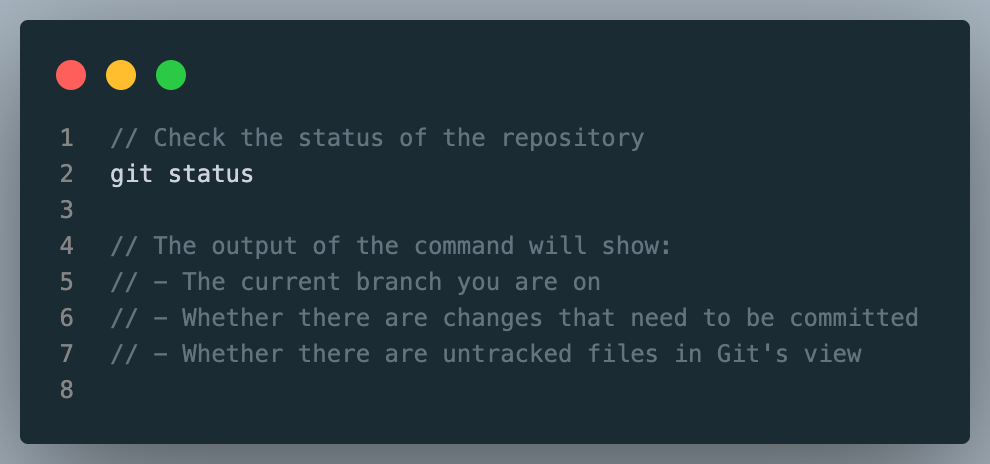 1 // Check the status of the repository
2 git status
3
4 // The output of the command will show:
5 // - The current branch you are on
6 // - Whether there are changes that need to be committed
7 // - Whether there are untracked files in Git's view
8